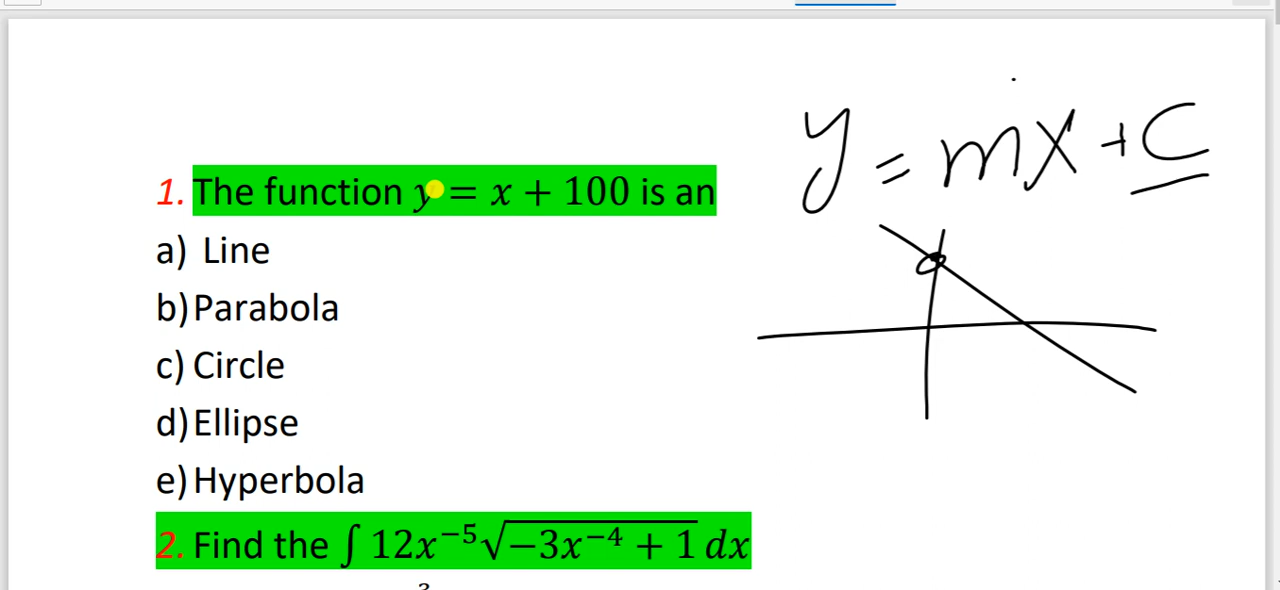 y = mx + c
1. The function y = x + 100 is an
a) Line
b) Parabola
c) Circle
d) Ellipse
e) Hyperbola
2. Find the ∫ 12x⁻⁵√(−3x⁻⁴ + 1) dx